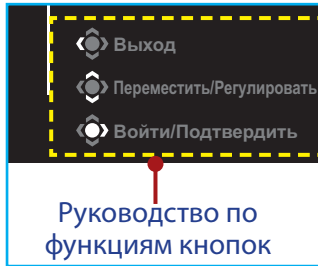 Выход
Переместить/Регулировать
Войти/Подтвердить
Руководство по
функциям кнопок